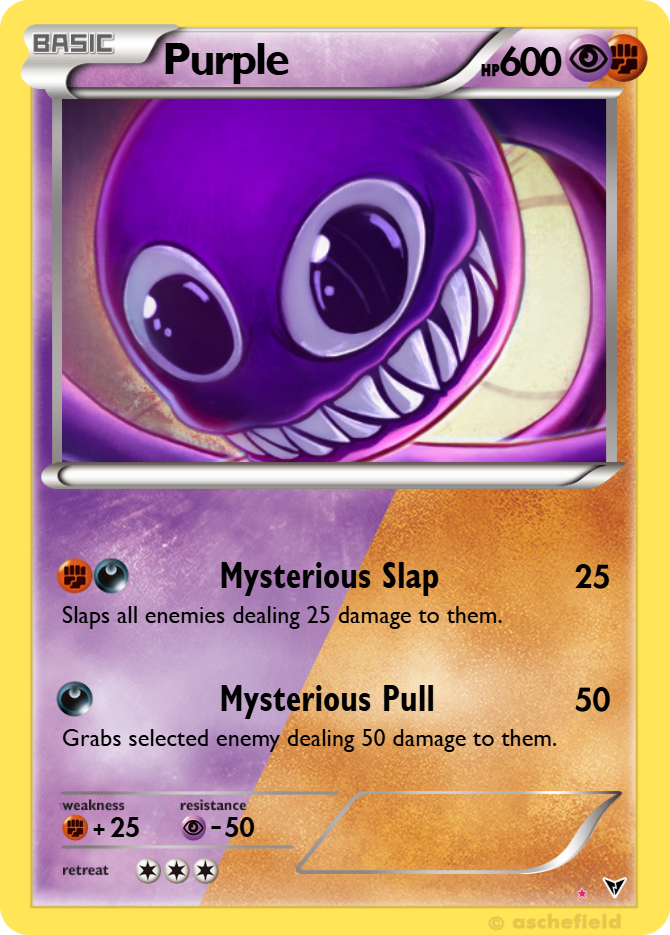 BASIC
Purple
HP600
Mysterious Slap 25
Slaps all enemies dealing 25 damage to them.
Mysterious Pull 50
Grabs selected enemy dealing 50 damage to them.
weakness resistance
+ 25 - 50
retreat
© aschefield